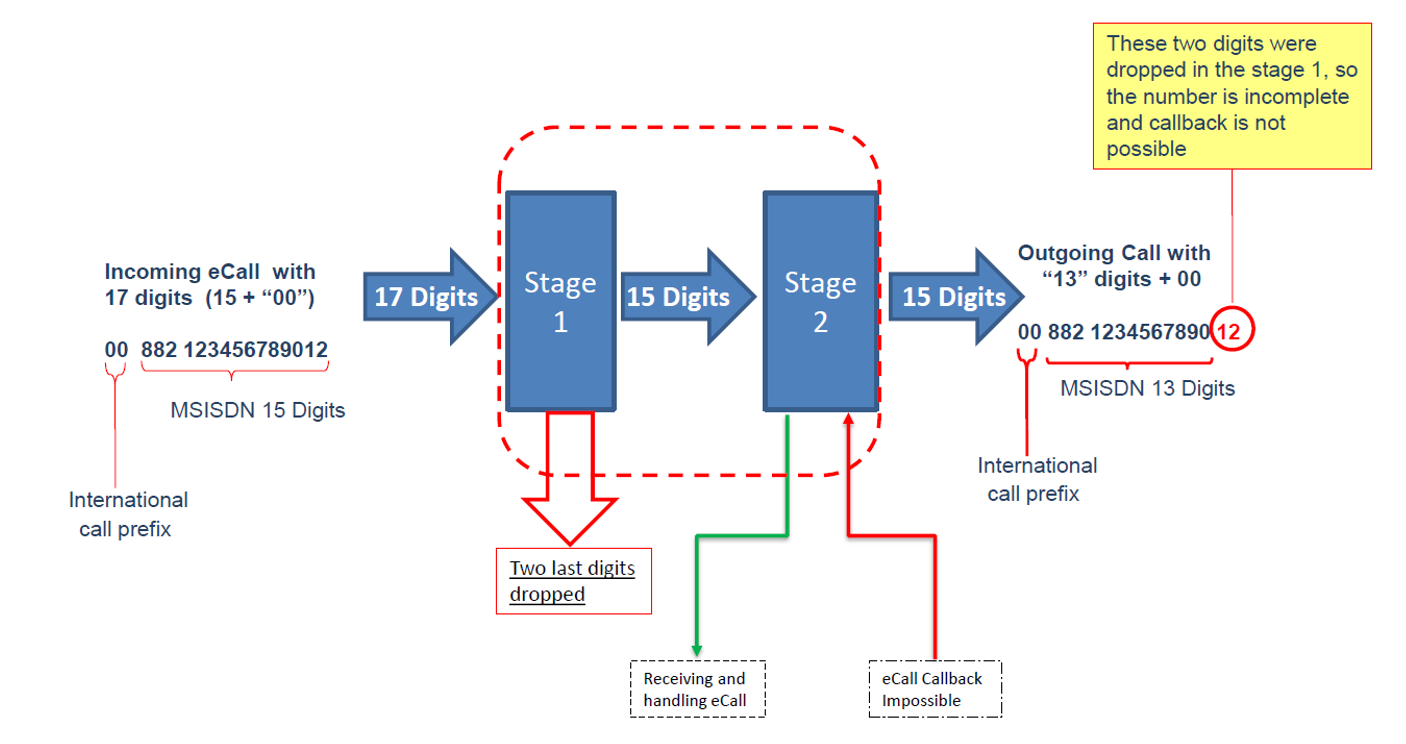 These two digits were
dropped in the stage 1, so
the number is incomplete
and callback is not
possible
Incoming eCall with
17 digits (15 + “00”)
00 882 123456789012
MSISDN 15 Digits
International
call prefix
17 Digits
Stage
1
15 Digits
Stage
2
15 Digits
Outgoing Call with
“13” digits + 00
00 882 1234567890 12
MSISDN 13 Digits
International
call prefix
Two last digits
dropped
Receiving and
handling eCall
eCall Callback
Impossible